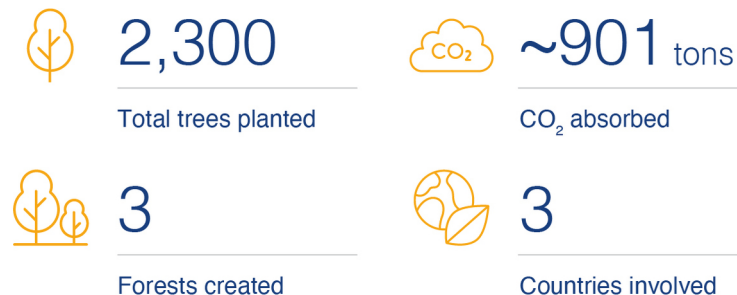 2,300
Total trees planted
CO₂
~901 tons
CO₂ absorbed
3
Forests created
3
Countries involved